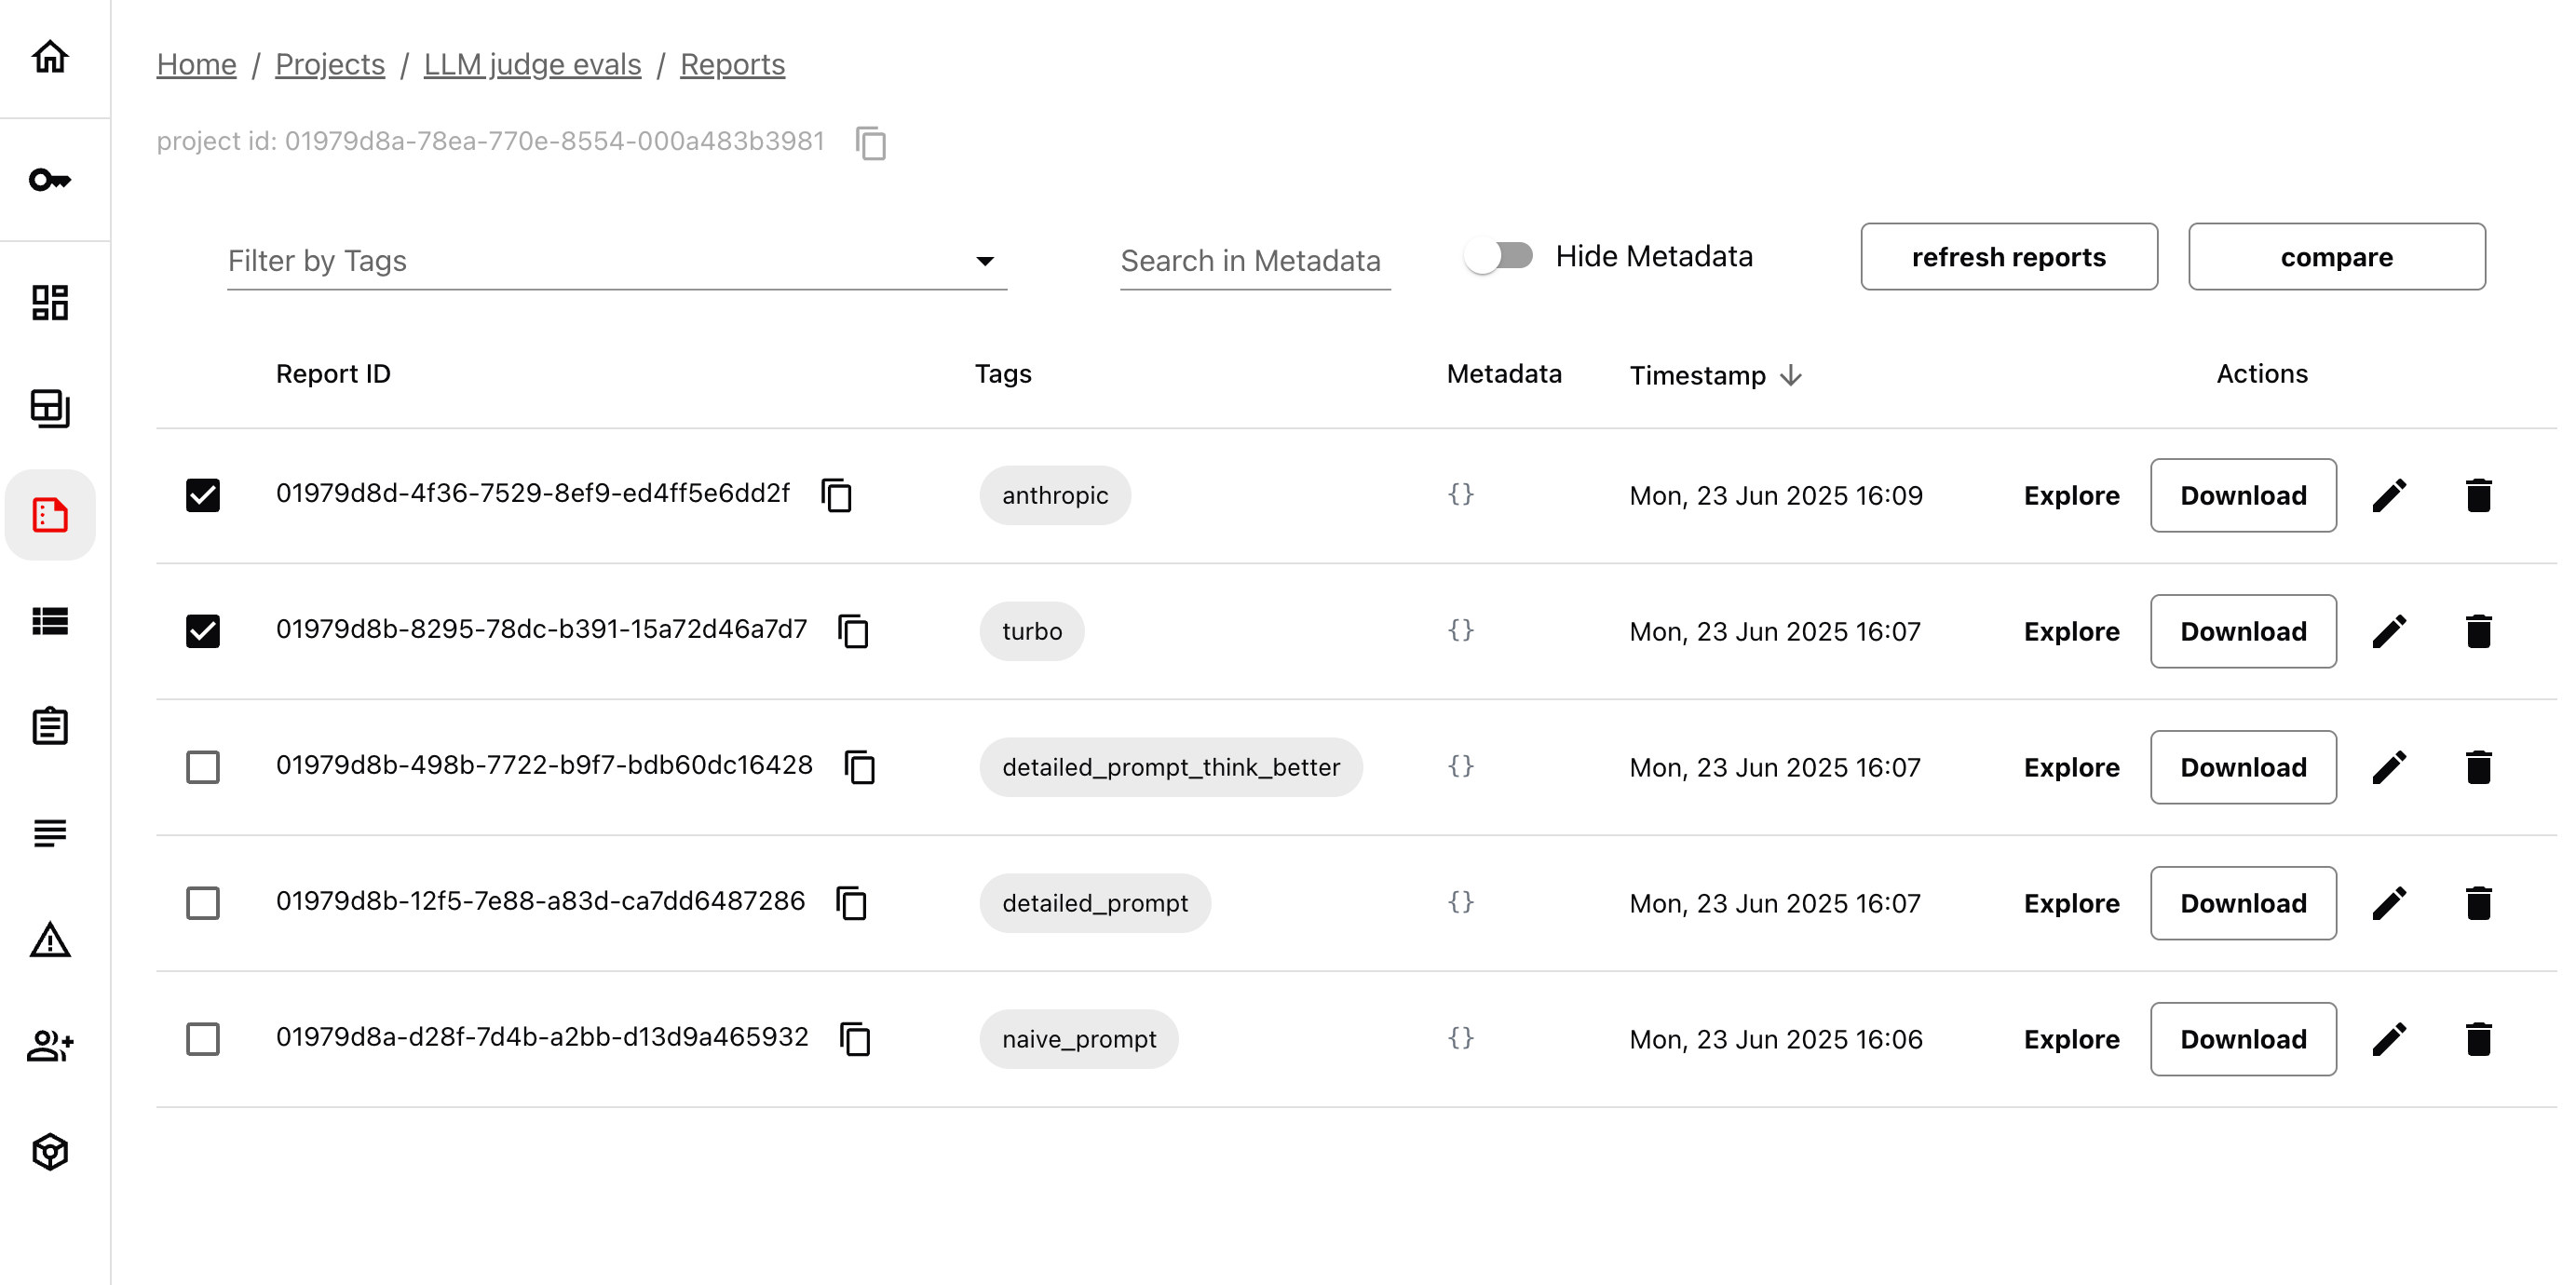 Home / Projects / LLM judge evals / Reports
project id: 01979d8a-78ea-770e-8554-000a483b3981
Filter by Tags Search in Metadata Hide Metadata refresh reports compare
Report ID Tags Metadata Timestamp Actions
01979d8d-4f36-7529-8ef9-ed4ff5e6dd2f anthropic {} Mon, 23 Jun 2025 16:09 Explore Download
01979d8b-8295-78dc-b391-15a72d46a7d7 turbo {} Mon, 23 Jun 2025 16:07 Explore Download
01979d8b-498b-7722-b9f7-bdb60dc16428 detailed_prompt_think_better {} Mon, 23 Jun 2025 16:07 Explore Download
01979d8b-12f5-7e88-a83d-ca7dd6487286 detailed_prompt {} Mon, 23 Jun 2025 16:07 Explore Download
01979d8a-d28f-7d4b-a2bb-d13d9a465932 naive_prompt {} Mon, 23 Jun 2025 16:06 Explore Download